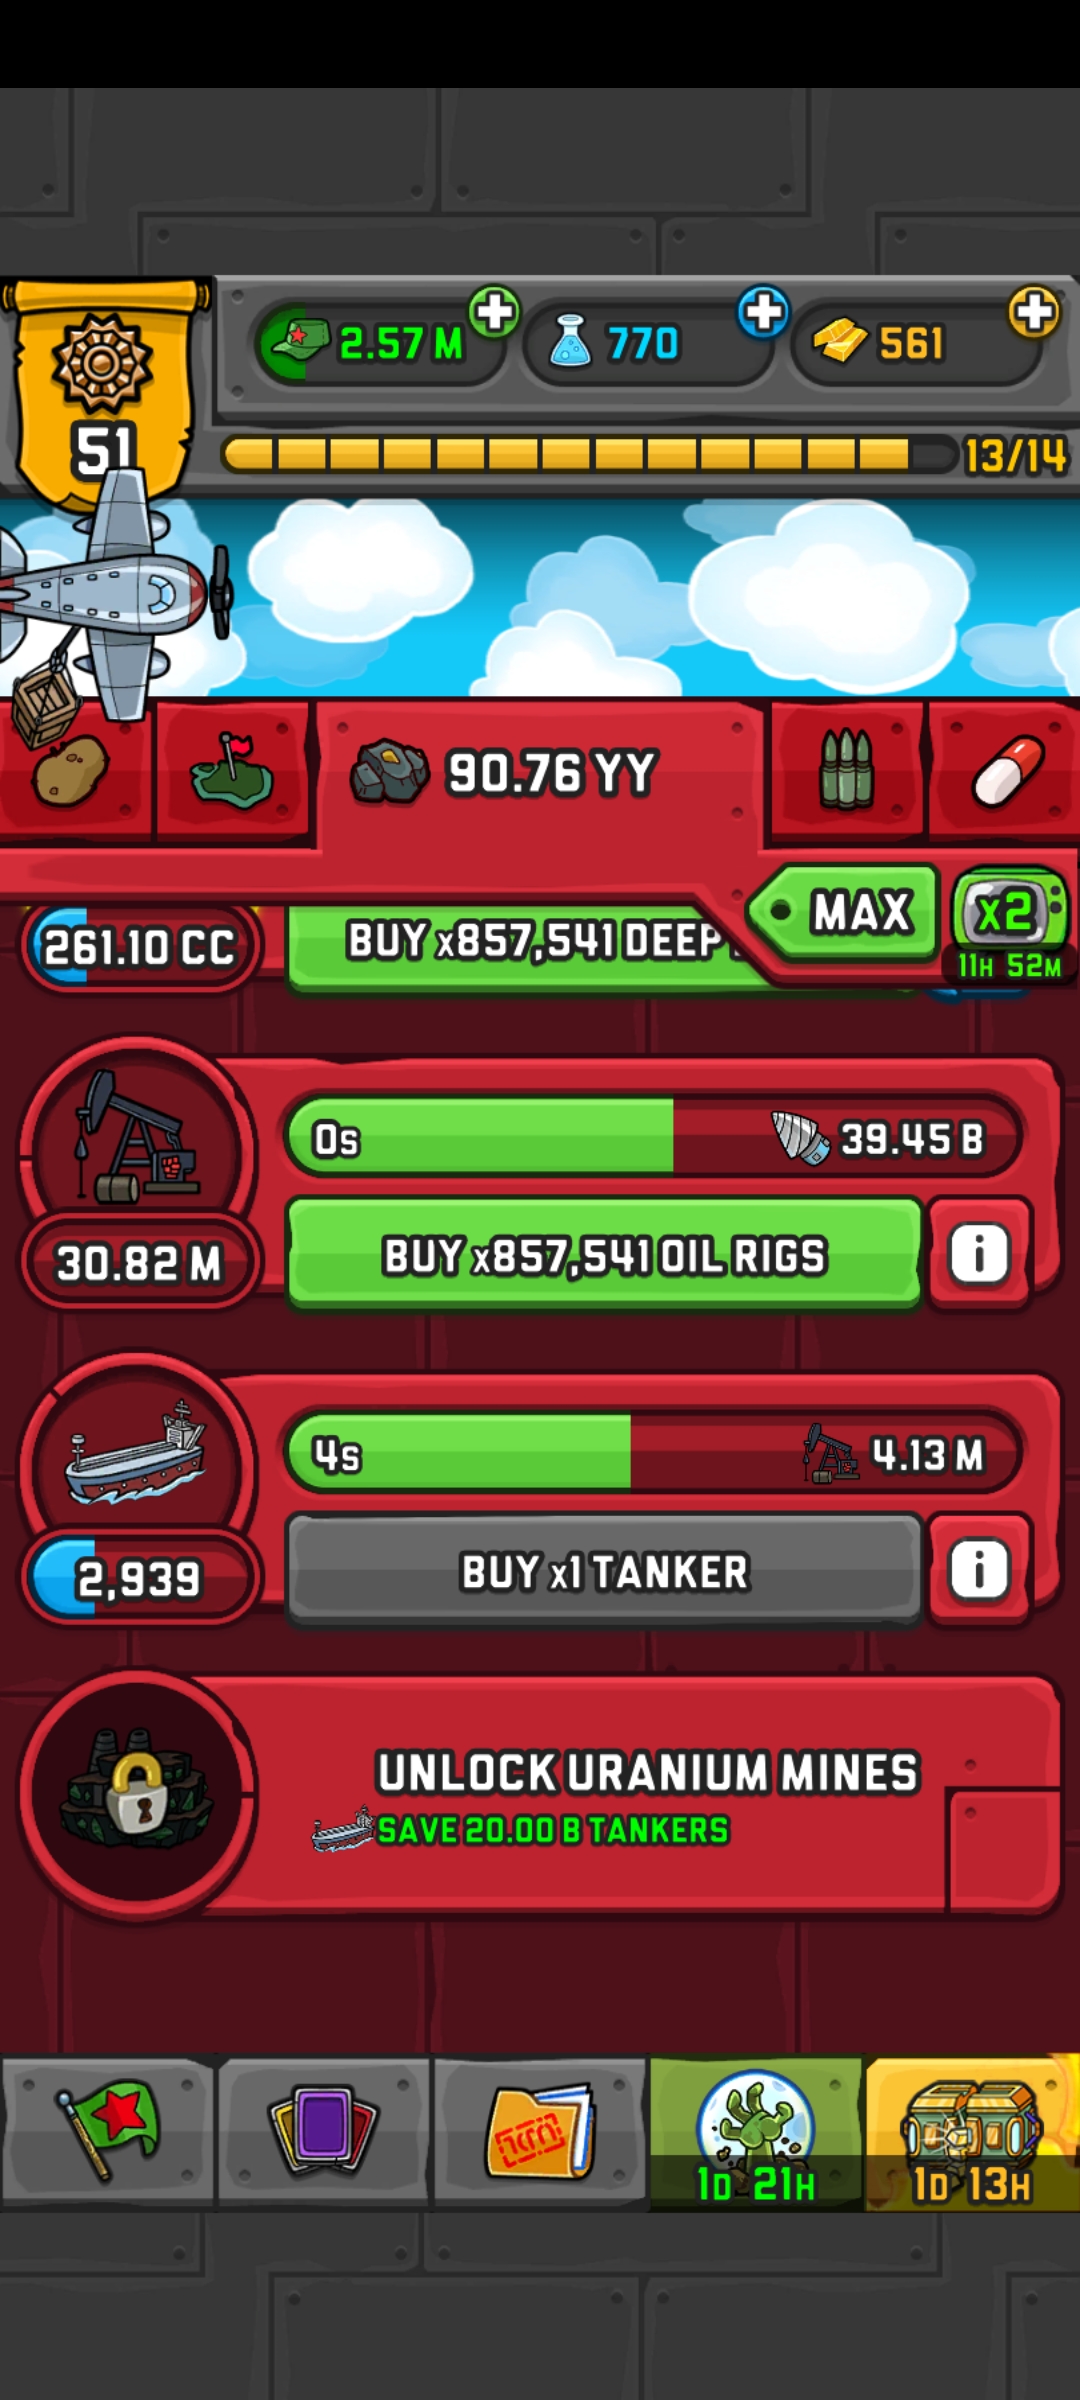 2.57 M
770
561
51
13/14
90.76 YY
MAX
x2
11H 52M
261.10 CC
BUY x857,541 DEEP
0s
39.45 B
30.82 M
BUY x857,541 OIL RIGS
i
4s
4.13 M
2,939
BUY x1 TANKER
i
UNLOCK URANIUM MINES
SAVE 20.00 B TANKERS
1D 21H
1D 13H